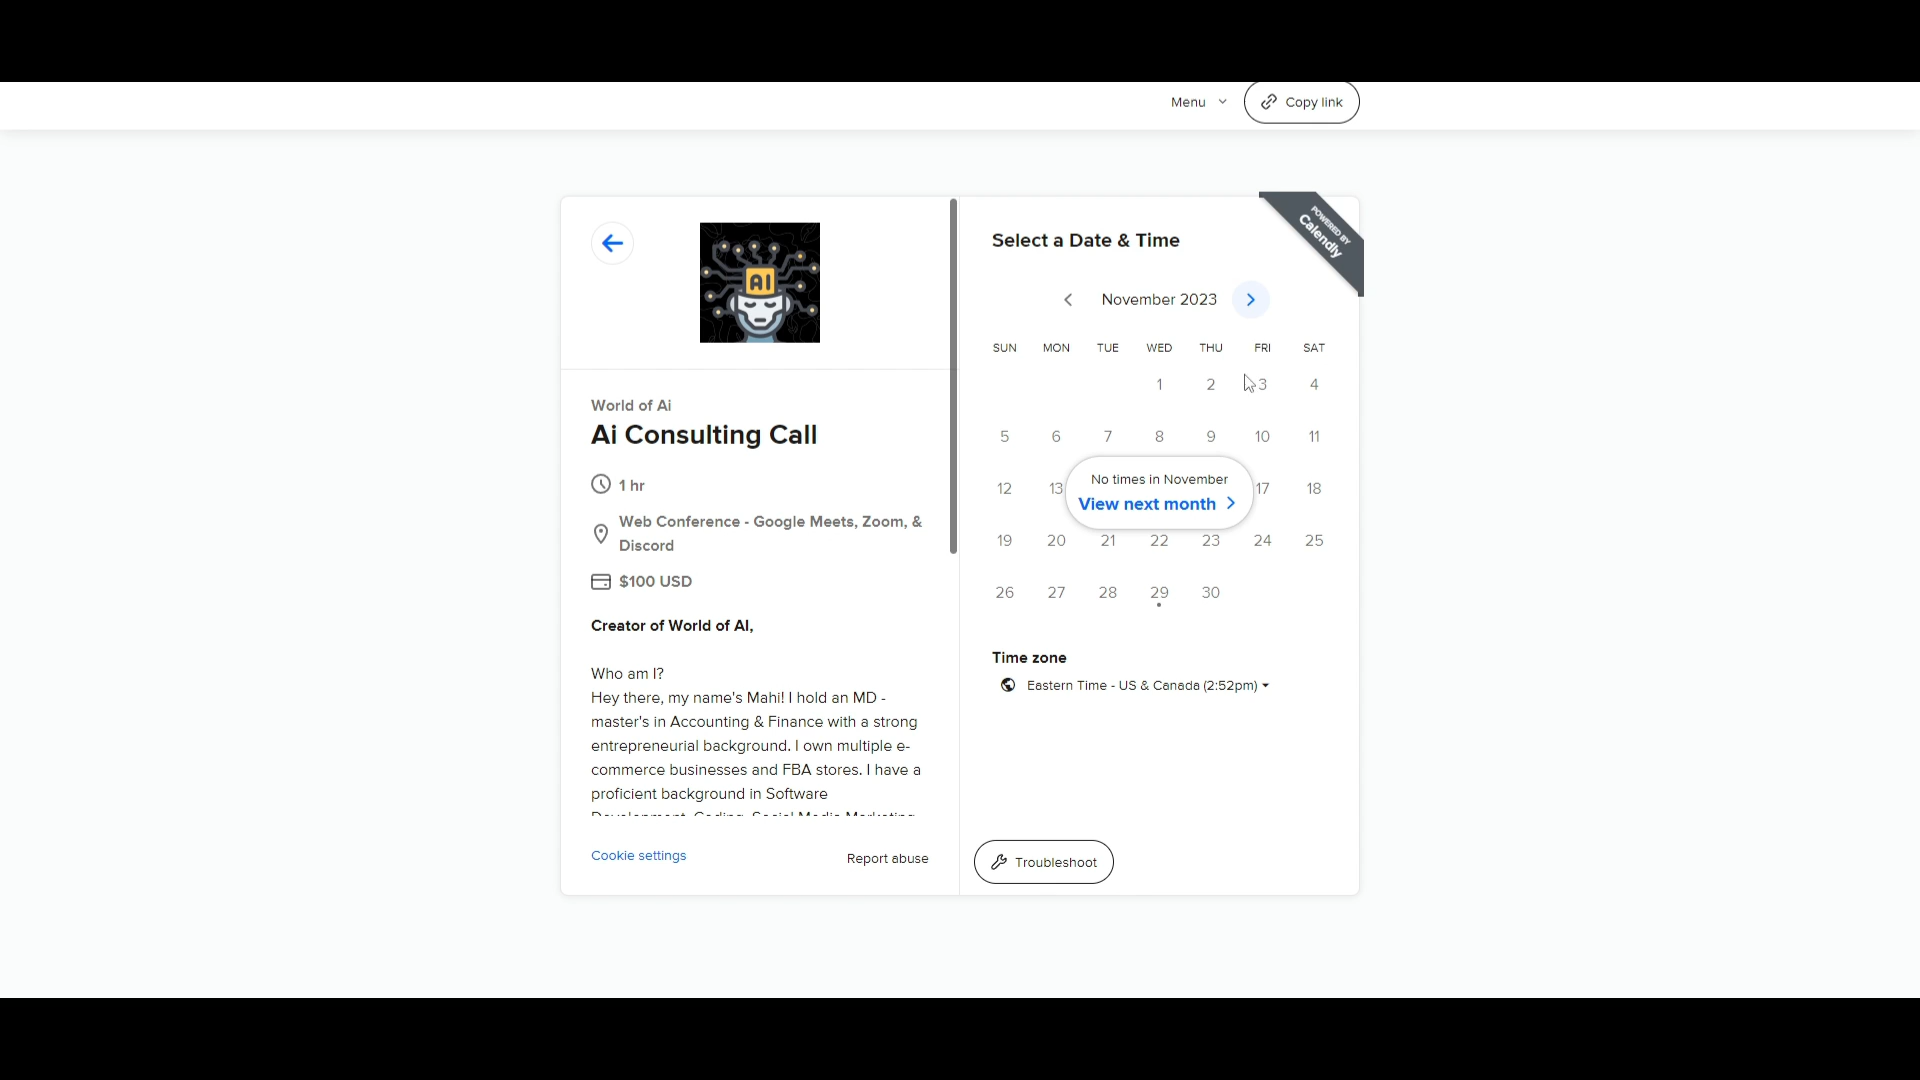 Menu
Copy link
AI
World of Ai
Ai Consulting Call
1 hr
Web Conference - Google Meets, Zoom, &
Discord
$100 USD
Creator of World of AI,
Who am I?
Hey there, my name's Mahi! I hold an MD -
master's in Accounting & Finance with a strong
entrepreneurial background. I own multiple e-
commerce businesses and FBA stores. I have a
proficient background in Software
Cookie settings
Report abuse
POWERED BY
Calendly
Select a Date & Time
November 2023
SUN MON TUE WED THU FRI SAT
1 2 3 4
5 6 7 8 9 10 11
No times in November
12 13 17 18
View next month
19 20 21 22 23 24 25
26 27 28 29 30
Time zone
Eastern Time - US & Canada (2:52pm)
Troubleshoot